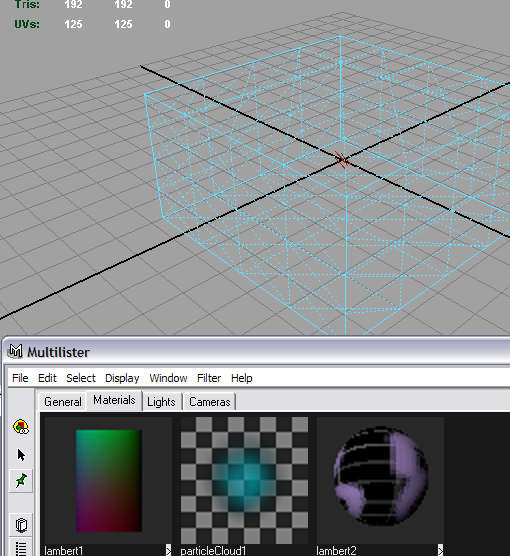 Tris: 192 192 0
UVs: 125 125 0
Multilister
File Edit Select Display Window Filter Help
General Materials Lights Cameras
lambert1 particleCloud1 lambert2